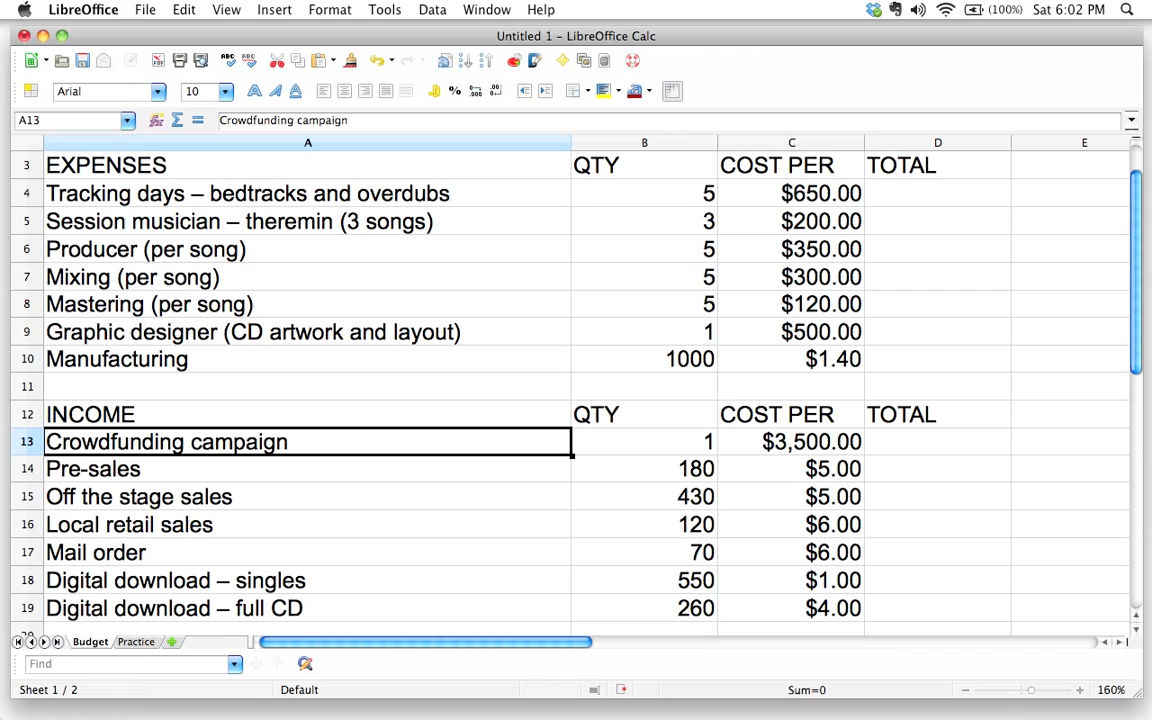 LibreOffice File Edit View Insert Format Tools Data Window Help (100%) Sat 6:02 PM
Untitled 1 – LibreOffice Calc
Arial 10
A13 Crowdfunding campaign
A B C D E
3 EXPENSES QTY COST PER TOTAL
4 Tracking days – bedtracks and overdubs 5 $650.00
5 Session musician – theremin (3 songs) 3 $200.00
6 Producer (per song) 5 $350.00
7 Mixing (per song) 5 $300.00
8 Mastering (per song) 5 $120.00
9 Graphic designer (CD artwork and layout) 1 $500.00
10 Manufacturing 1000 $1.40
11
12 INCOME QTY COST PER TOTAL
13 Crowdfunding campaign 1 $3,500.00
14 Pre-sales 180 $5.00
15 Off the stage sales 430 $5.00
16 Local retail sales 120 $6.00
17 Mail order 70 $6.00
18 Digital download – singles 550 $1.00
19 Digital download – full CD 260 $4.00
Budget Practice
Find
Sheet 1 / 2 Default Sum=0 160%